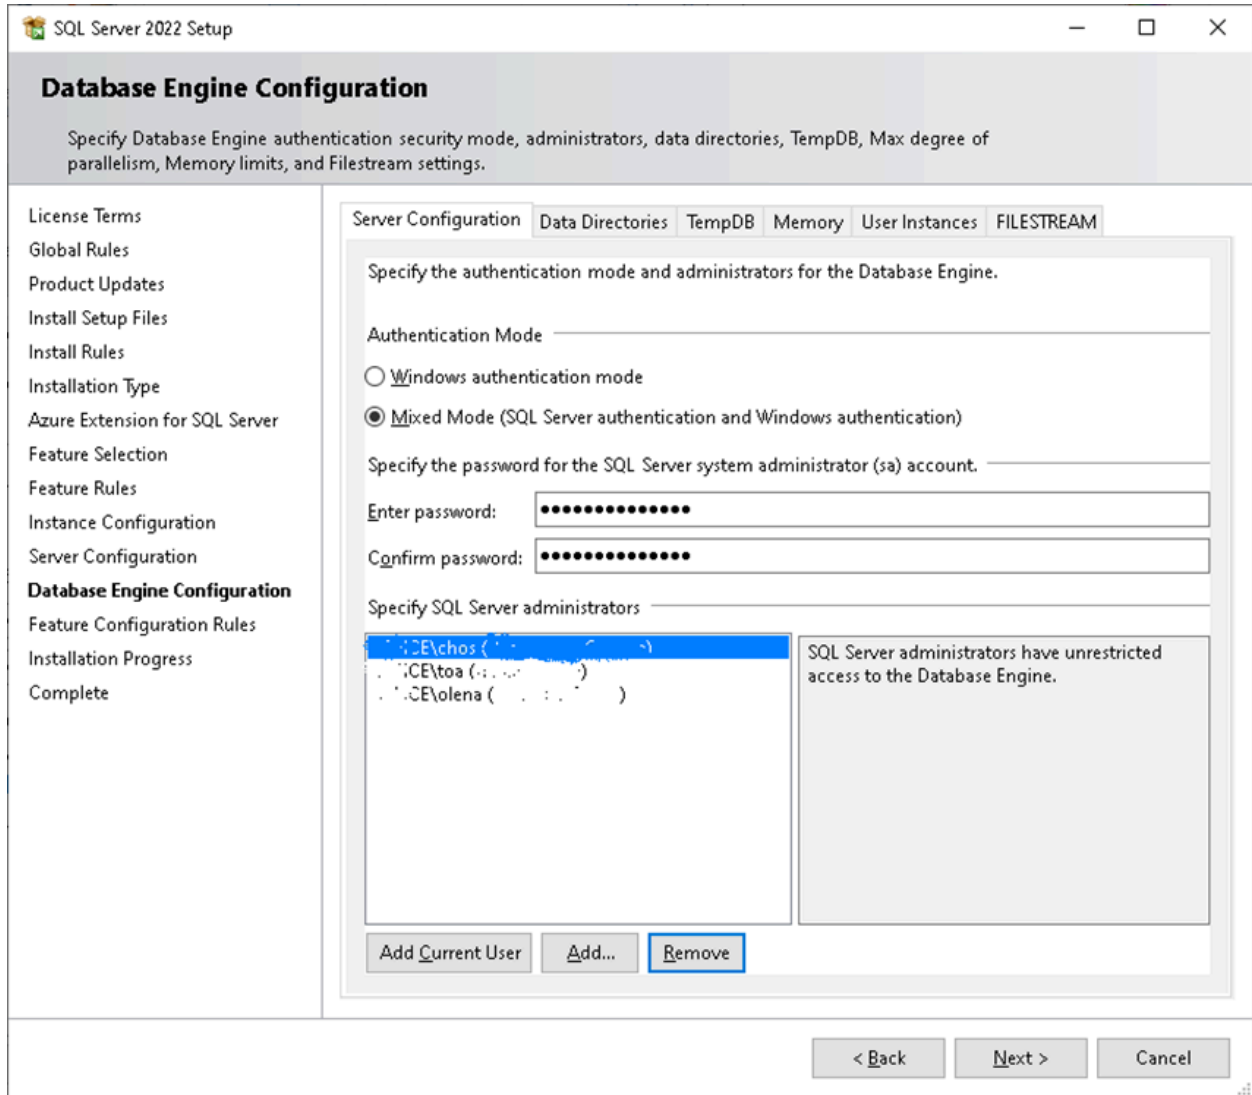 SQL Server 2022 Setup
Database Engine Configuration
Specify Database Engine authentication security mode, administrators, data directories, TempDB, Max degree of
parallelism, Memory limits, and Filestream settings.
License Terms
Global Rules
Product Updates
Install Setup Files
Install Rules
Installation Type
Azure Extension for SQL Server
Feature Selection
Feature Rules
Instance Configuration
Server Configuration
Database Engine Configuration
Feature Configuration Rules
Installation Progress
Complete
Server Configuration Data Directories TempDB Memory User Instances FILESTREAM
Specify the authentication mode and administrators for the Database Engine.
Authentication Mode
Windows authentication mode
Mixed Mode (SQL Server authentication and Windows authentication)
Specify the password for the SQL Server system administrator (sa) account.
Enter password: ●●●●●●●●●●●●●●
Confirm password: ●●●●●●●●●●●●●●
Specify SQL Server administrators
CE\chos (
CE\toa (
CE\olena (
SQL Server administrators have unrestricted
access to the Database Engine.
Add Current User Add... Remove
< Back Next > Cancel